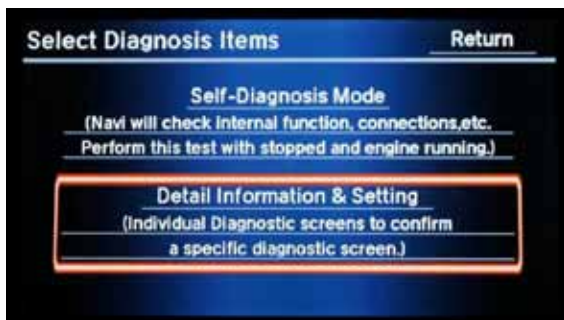 Select Diagnosis Items
Return
Self-Diagnosis Mode
(Navi will check internal function, connections,etc.
Perform this test with stopped and engine running.)
Detail Information & Setting
(Individual Diagnostic screens to confirm
a specific diagnostic screen.)